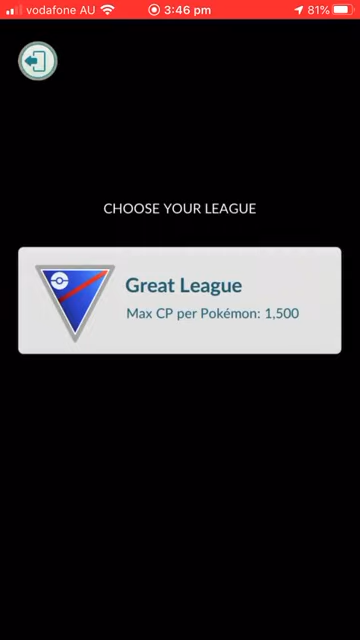 vodafone AU 3:46 pm 81%
CHOOSE YOUR LEAGUE
Great League
Max CP per Pokémon: 1,500